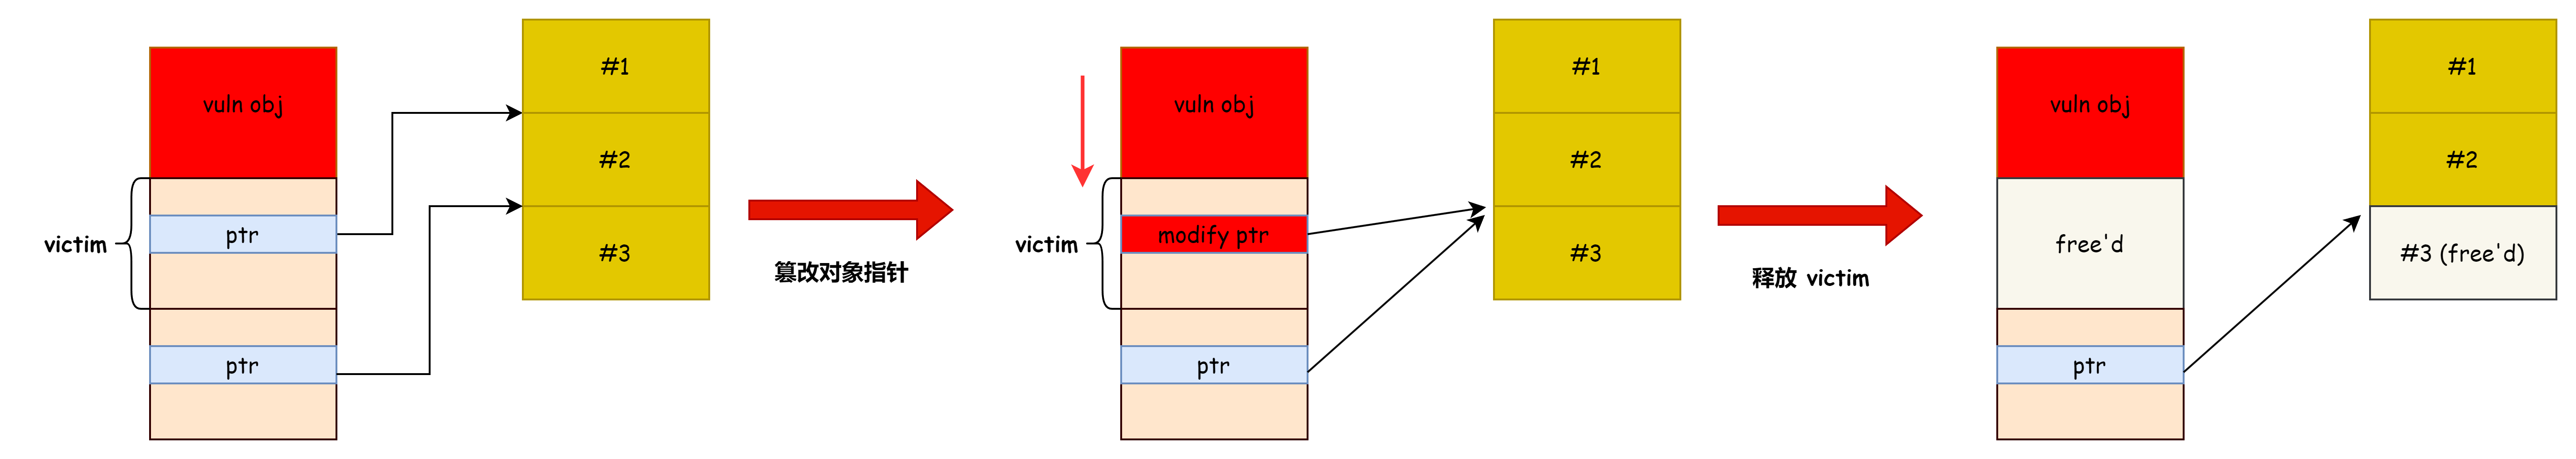 vuln obj
victim
ptr
ptr
#1
#2
#3
篡改对象指针
vuln obj
victim
modify ptr
ptr
#1
#2
#3
释放 victim
vuln obj
free'd
ptr
#1
#2
#3 (free'd)